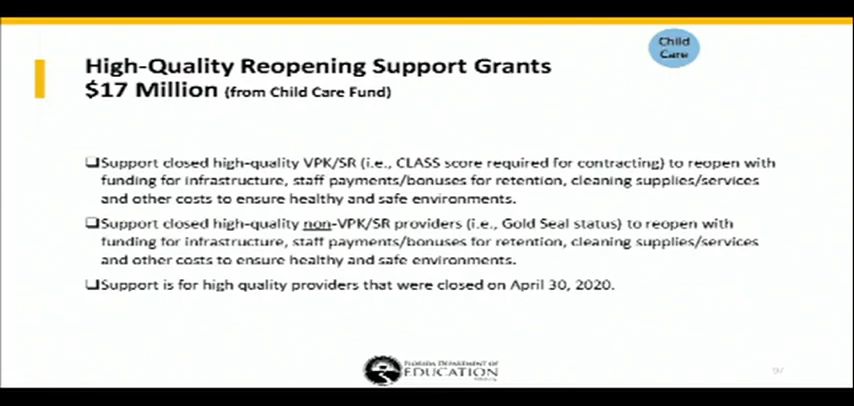 Child
Care
High-Quality Reopening Support Grants
$17 Million (from Child Care Fund)
❑Support closed high-quality VPK/SR (i.e., CLASS score required for contracting) to reopen with
funding for infrastructure, staff payments/bonuses for retention, cleaning supplies/services
and other costs to ensure healthy and safe environments.
❑Support closed high-quality non-VPK/SR providers (i.e., Gold Seal status) to reopen with
funding for infrastructure, staff payments/bonuses for retention, cleaning supplies/services
and other costs to ensure healthy and safe environments.
❑Support is for high quality providers that were closed on April 30, 2020.
FLORIDA DEPARTMENT OF
EDUCATION